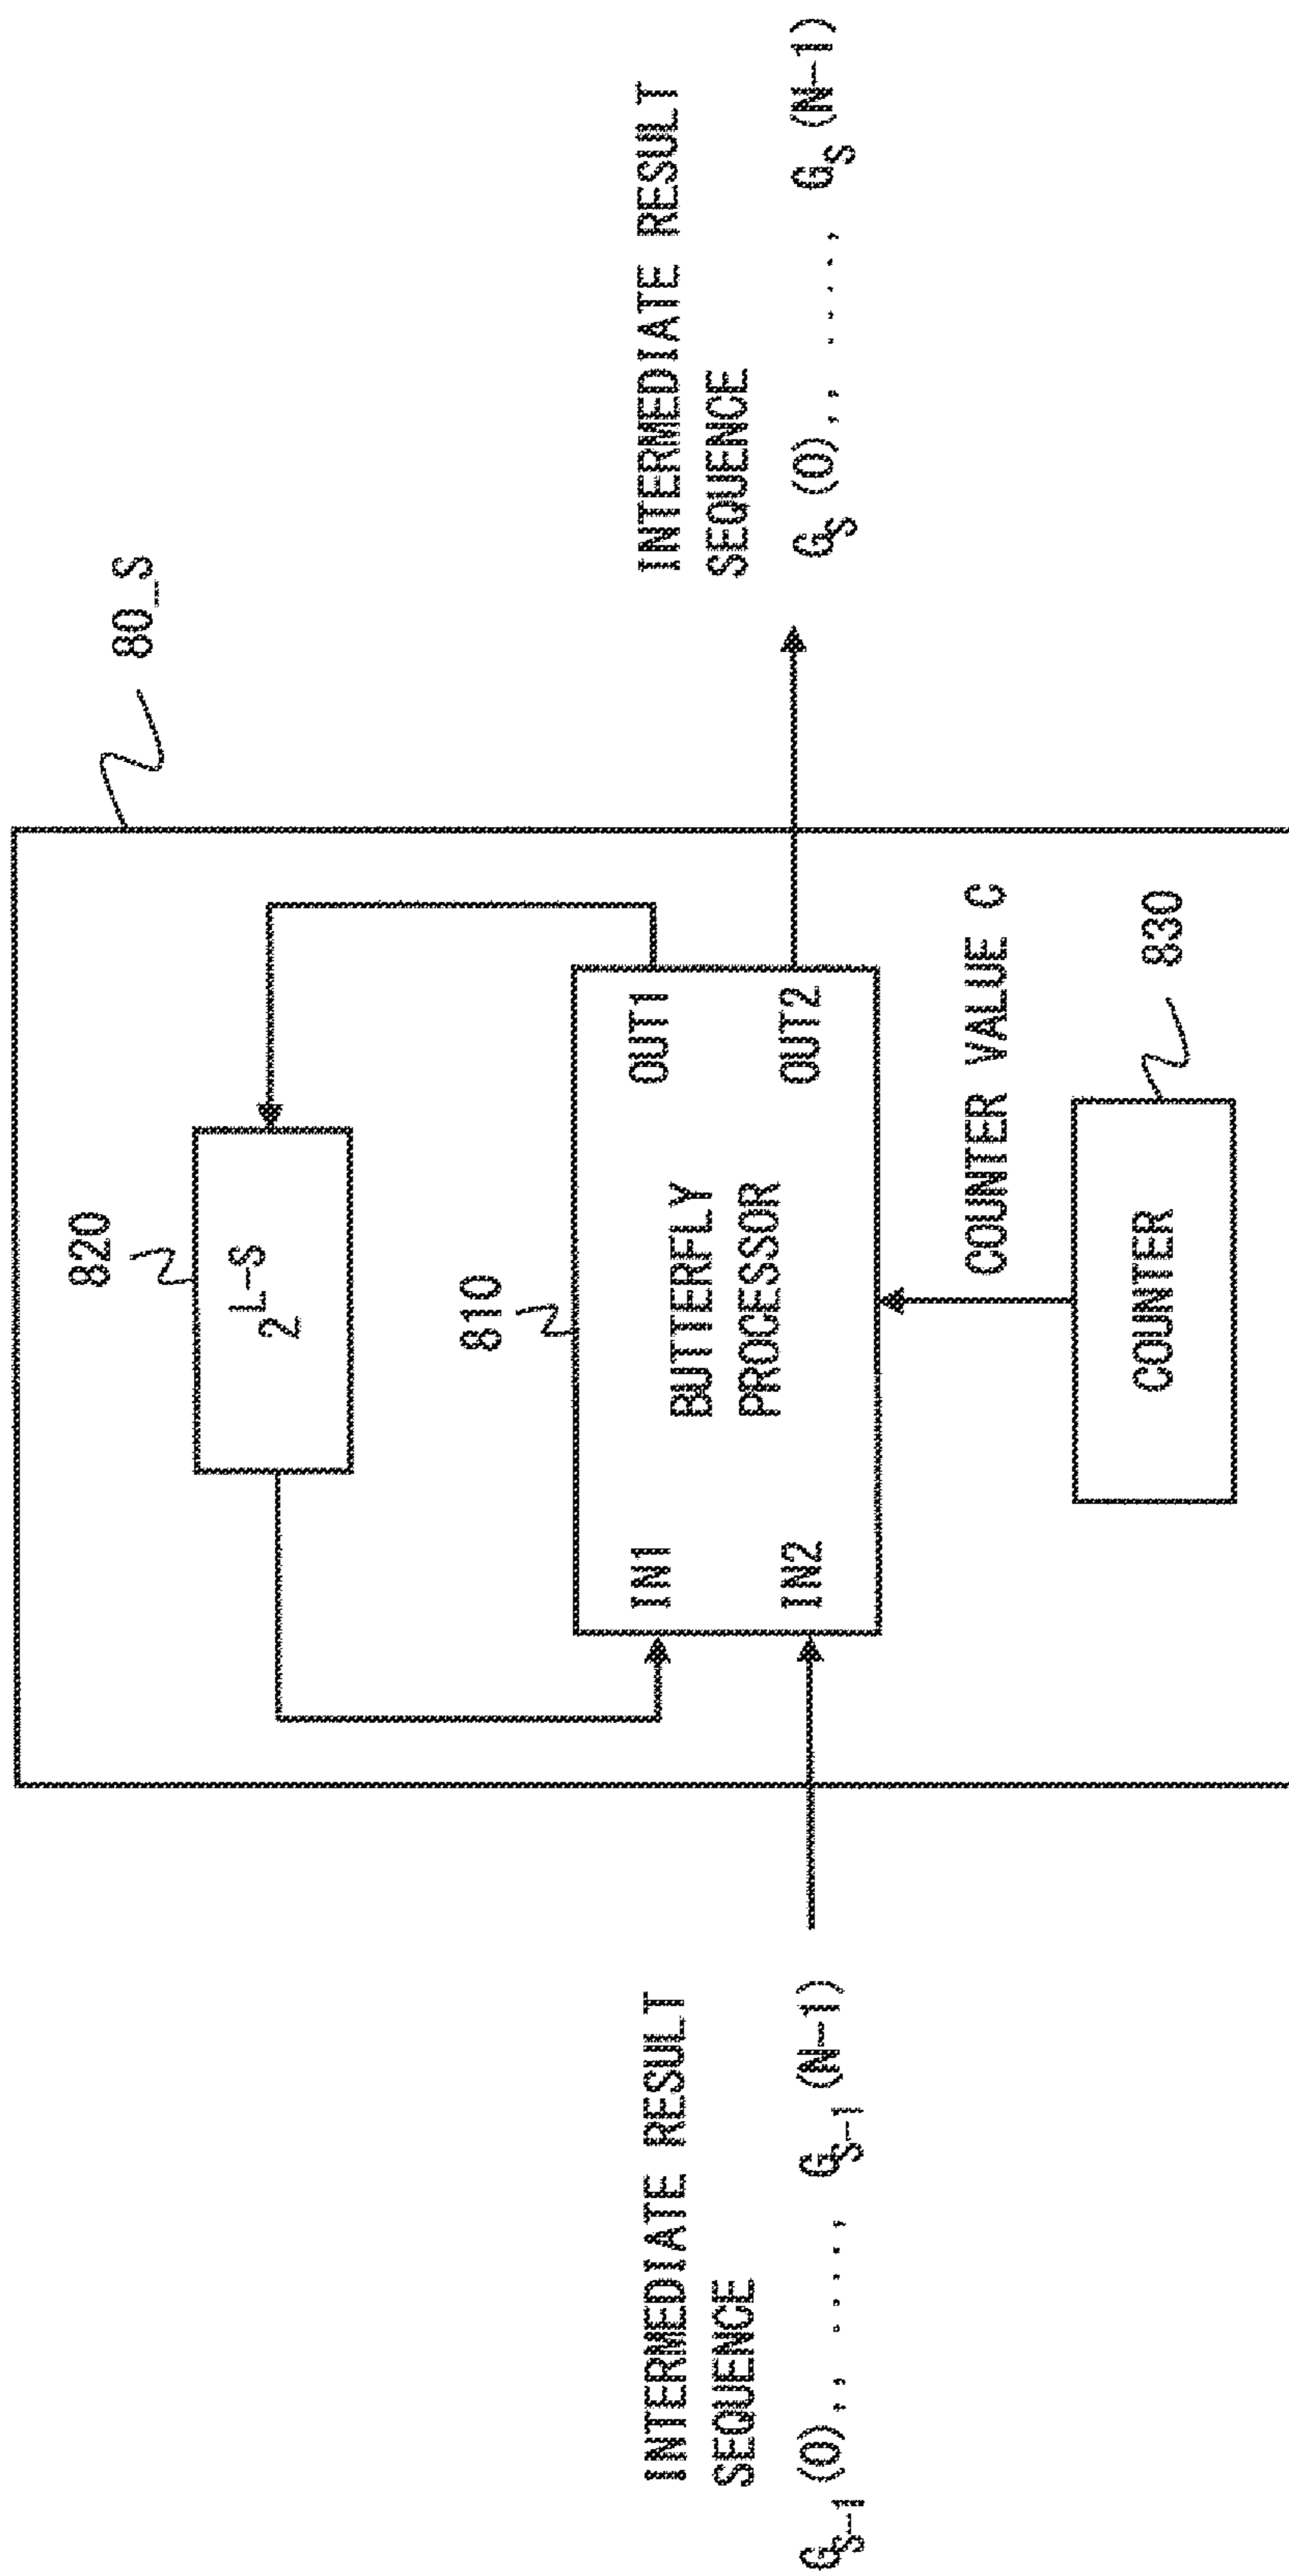 80_S
820
2^{L-S}
810
IN1
OUT1
BUTTERFLY
PROCESSOR
IN2
OUT2
INTERMEDIATE RESULT
SEQUENCE
G_{S-1}(0),, ....., G_{S-1}(N-1)
INTERMEDIATE RESULT
SEQUENCE
G_S(0),, ....., G_S(N-1)
COUNTER VALUE C
830
COUNTER